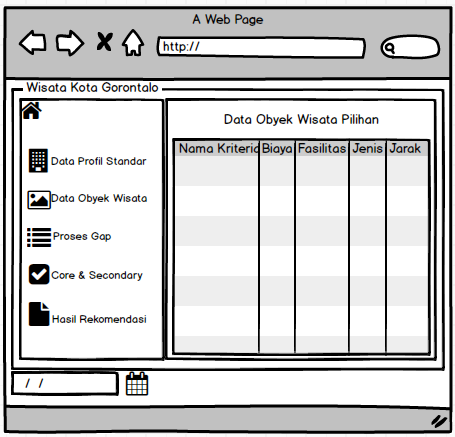 A Web Page
http://
Wisata Kota Gorontalo
Data Obyek Wisata Pilihan
Nama Kriteria Biaya Fasilitas Jenis Jarak
Data Profil Standar
Data Obyek Wisata
Proses Gap
Core & Secondary
Hasil Rekomendasi
/ /